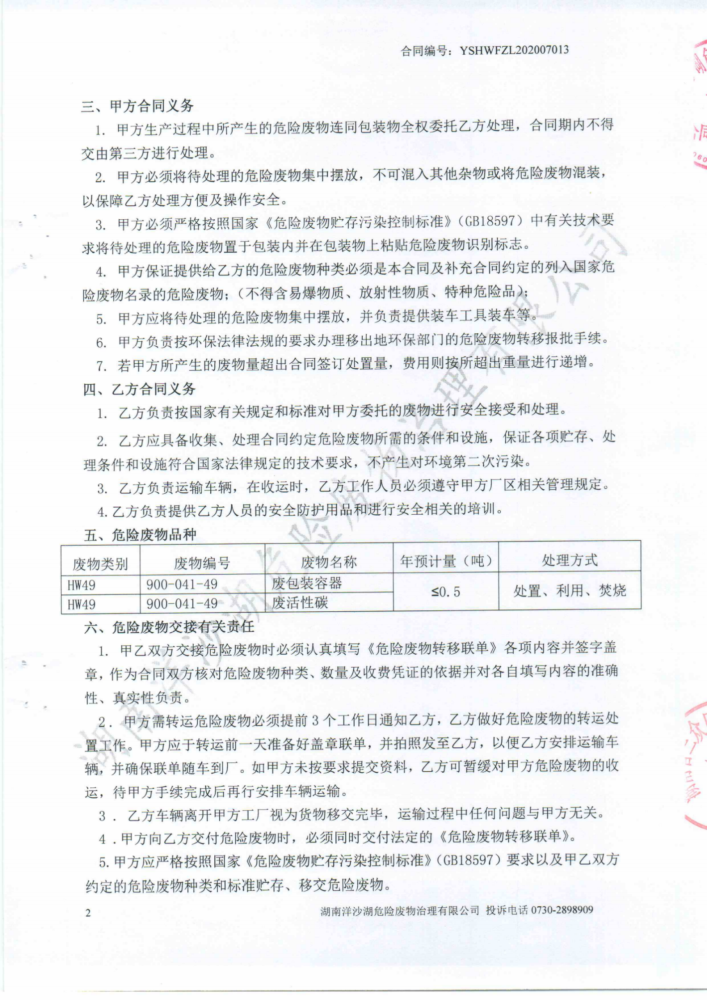 合同编号：YSHWFZL202007013
三、甲方合同义务
1. 甲方生产过程中所产生的危险废物连同包装物全权委托乙方处理，合同期内不得
交由第三方进行处理。
2. 甲方必须将待处理的危险废物集中摆放，不可混入其他杂物或将危险废物混装，
以保障乙方处理方便及操作安全。
3. 甲方必须严格按照国家《危险废物贮存污染控制标准》（GB18597）中有关技术要
求将待处理的危险废物置于包装内并在包装物上粘贴危险废物识别标志。
4. 甲方保证提供给乙方的危险废物种类必须是本合同及补充合同约定的列入国家危
险废物名录的危险废物；（不得含易爆物质、放射性物质、特种危险品）；
5. 甲方应将待处理的危险废物集中摆放，并负责提供装车工具装车等。
6. 甲方负责按环保法律法规的要求办理移出地环保部门的危险废物转移报批手续。
7. 若甲方所产生的废物量超出合同签订处置量，费用则按所超出重量进行递增。
四、乙方合同义务
1. 乙方负责按国家有关规定和标准对甲方委托的废物进行安全接受和处理。
2. 乙方应具备收集、处理合同约定危险废物所需的条件和设施，保证各项贮存、处
理条件和设施符合国家法律规定的技术要求，不产生对环境第二次污染。
3. 乙方负责运输车辆，在收运时，乙方工作人员必须遵守甲方厂区相关管理规定。
4.乙方负责提供乙方人员的安全防护用品和进行安全相关的培训。
五、危险废物品种
废物类别 废物编号 废物名称 年预计量（吨） 处理方式
HW49 900-041-49 废包装容器 ≤0.5 处置、利用、焚烧
HW49 900-041-49 废活性碳
六、危险废物交接有关责任
1. 甲乙双方交接危险废物时必须认真填写《危险废物转移联单》各项内容并签字盖
章，作为合同双方核对危险废物种类、数量及收费凭证的依据并对各自填写内容的准确
性、真实性负责。
2．甲方需转运危险废物必须提前 3 个工作日通知乙方，乙方做好危险废物的转运处
置工作。甲方应于转运前一天准备好盖章联单，并拍照发至乙方，以便乙方安排运输车
辆，并确保联单随车到厂。如甲方未按要求提交资料，乙方可暂缓对甲方危险废物的收
运，待甲方手续完成后再行安排车辆运输。
3．乙方车辆离开甲方工厂视为货物移交完毕，运输过程中任何问题与甲方无关。
4．甲方向乙方交付危险废物时，必须同时交付法定的《危险废物转移联单》。
5.甲方应严格按照国家《危险废物贮存污染控制标准》（GB18597）要求以及甲乙双方
约定的危险废物种类和标准贮存、移交危险废物。
2 湖南洋沙湖危险废物治理有限公司 投诉电话 0730-2898909
湖南洋沙湖危险废物治理有限公司